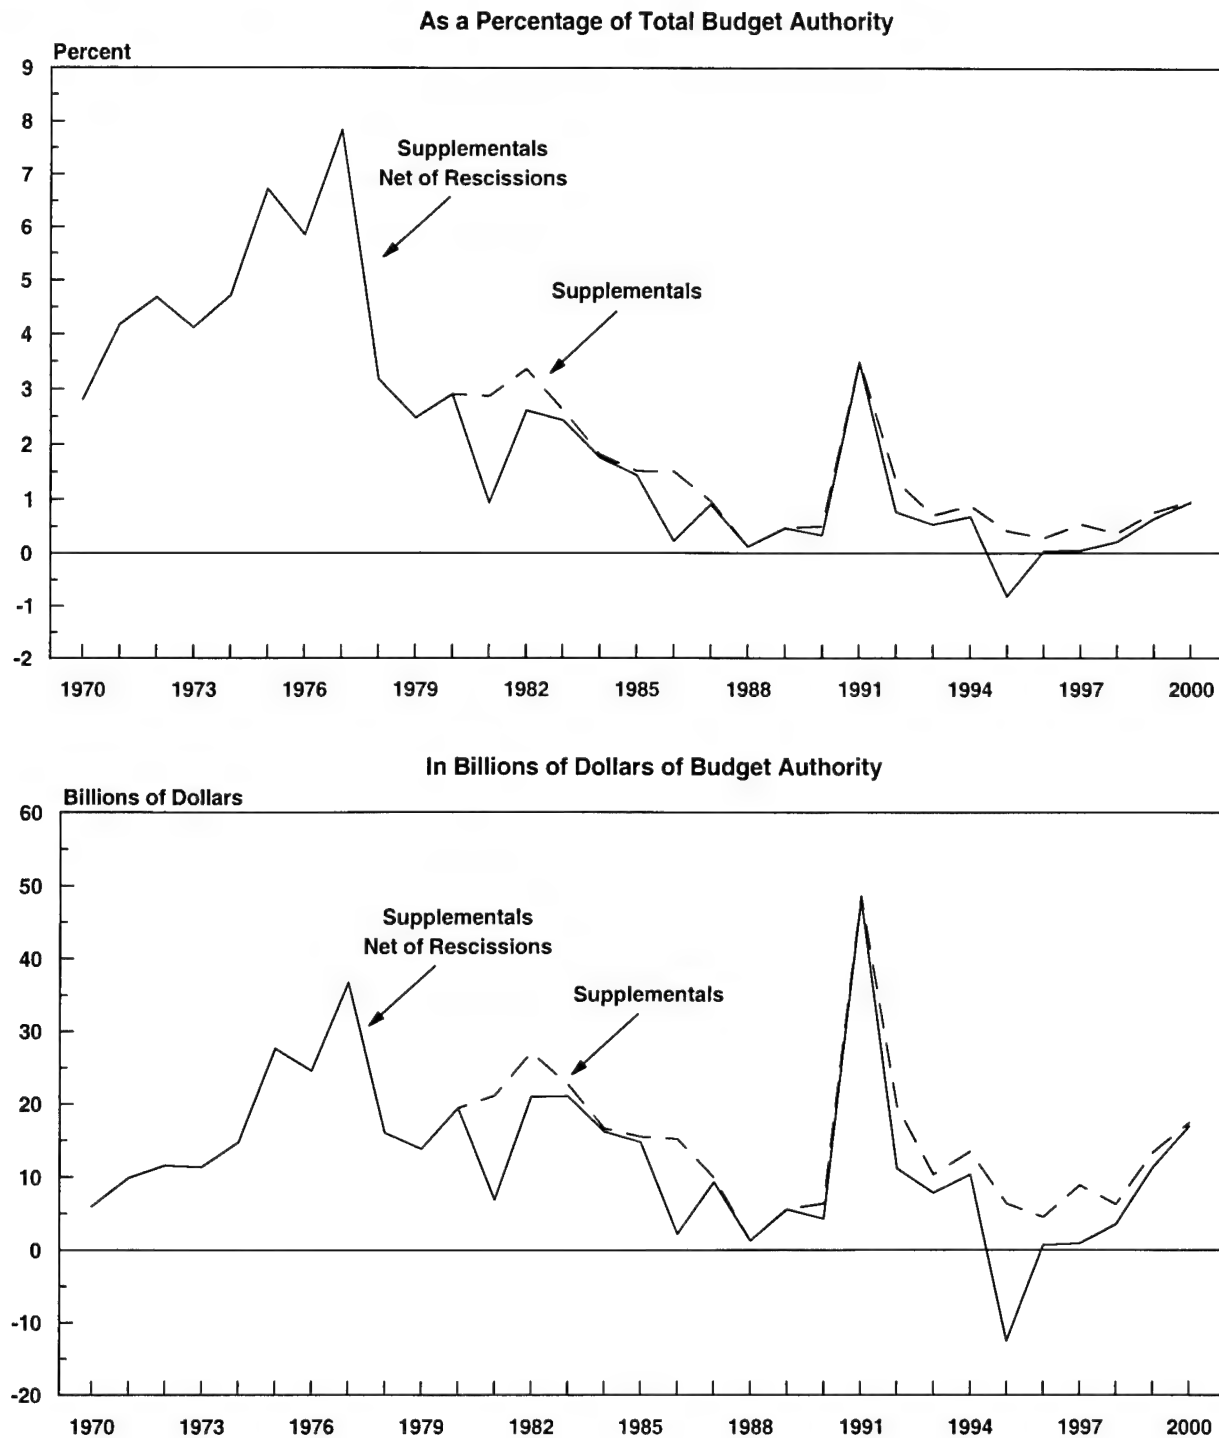 As a Percentage of Total Budget Authority
Percent
9
8
7
6
5
4
3
2
1
0
-1
-2
Supplementals
Net of Rescissions
Supplementals
1970 1973 1976 1979 1982 1985 1988 1991 1994 1997 2000
In Billions of Dollars of Budget Authority
Billions of Dollars
60
50
40
30
20
10
0
-10
-20
Supplementals
Net of Rescissions
Supplementals
1970 1973 1976 1979 1982 1985 1988 1991 1994 1997 2000